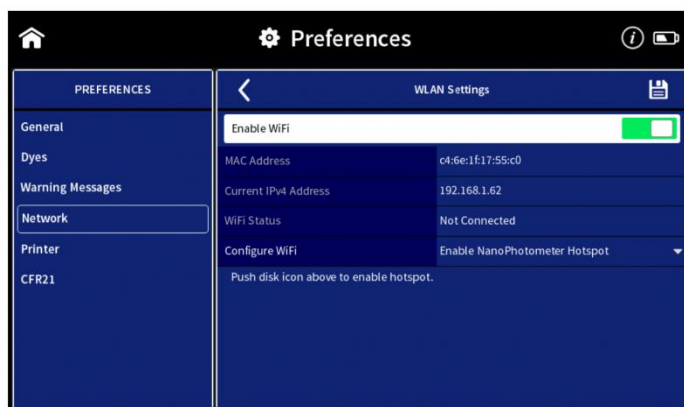 Preferences
PREFERENCES
WLAN Settings
General
Dyes
Warning Messages
Network
Printer
CFR21
Enable WiFi
MAC Address c4:6e:1f:17:55:c0
Current IPv4 Address 192.168.1.62
WiFi Status Not Connected
Configure WiFi Enable NanoPhotometer Hotspot
Push disk icon above to enable hotspot.